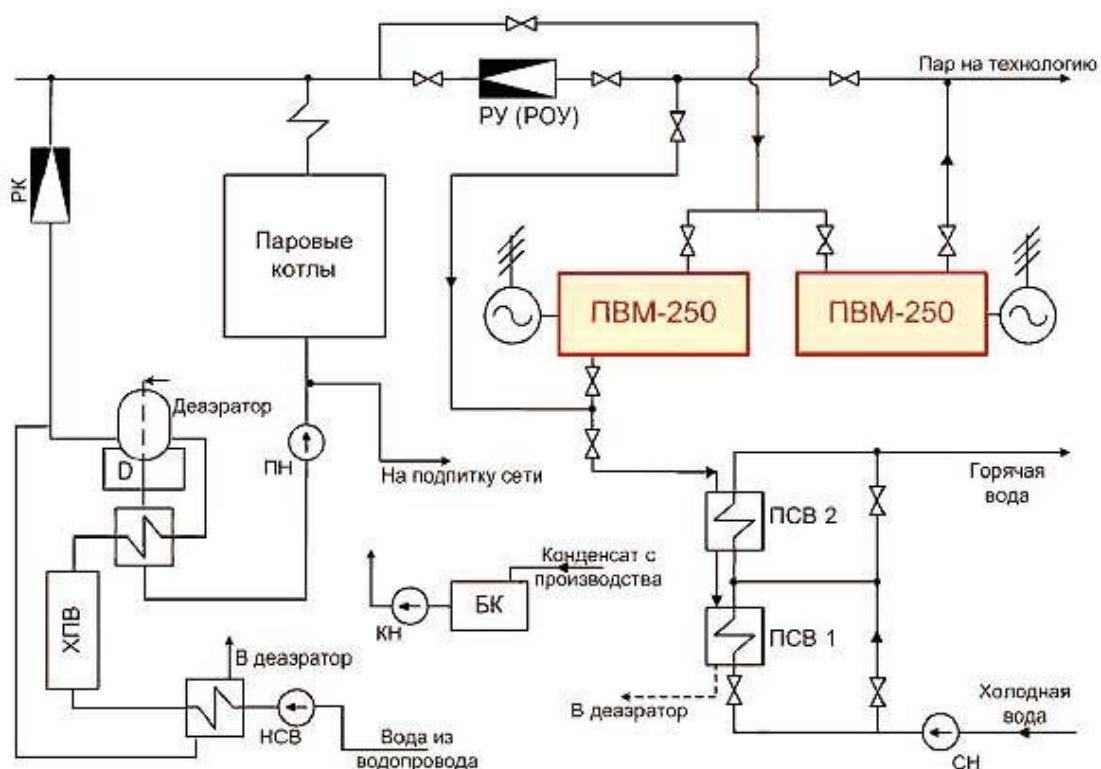 Пар на технологию
РУ (РОУ)
РК
Паровые
котлы
ПВМ-250
ПВМ-250
Деаэратор
D
ПН
На подпитку сети
Горячая
вода
ПСВ 2
Конденсат с
производства
БК
КН
ПСВ 1
ХПВ
В деаэратор
В деаэратор
Холодная
вода
НСВ
Вода из
водопровода
СН